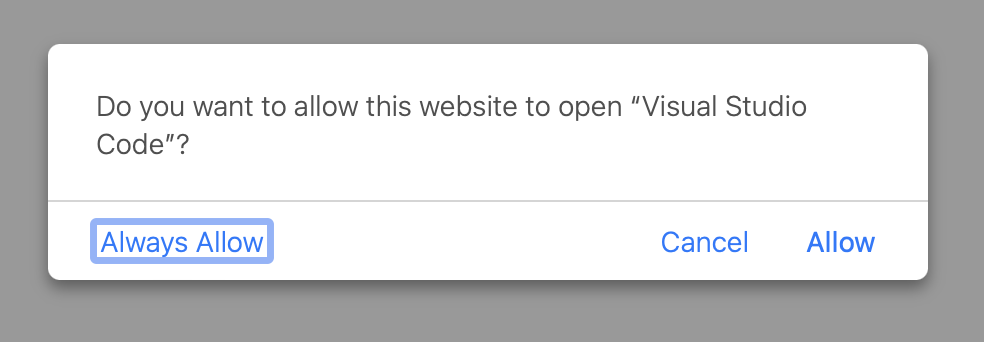 Do you want to allow this website to open “Visual Studio
Code”?
Always Allow
Cancel
Allow